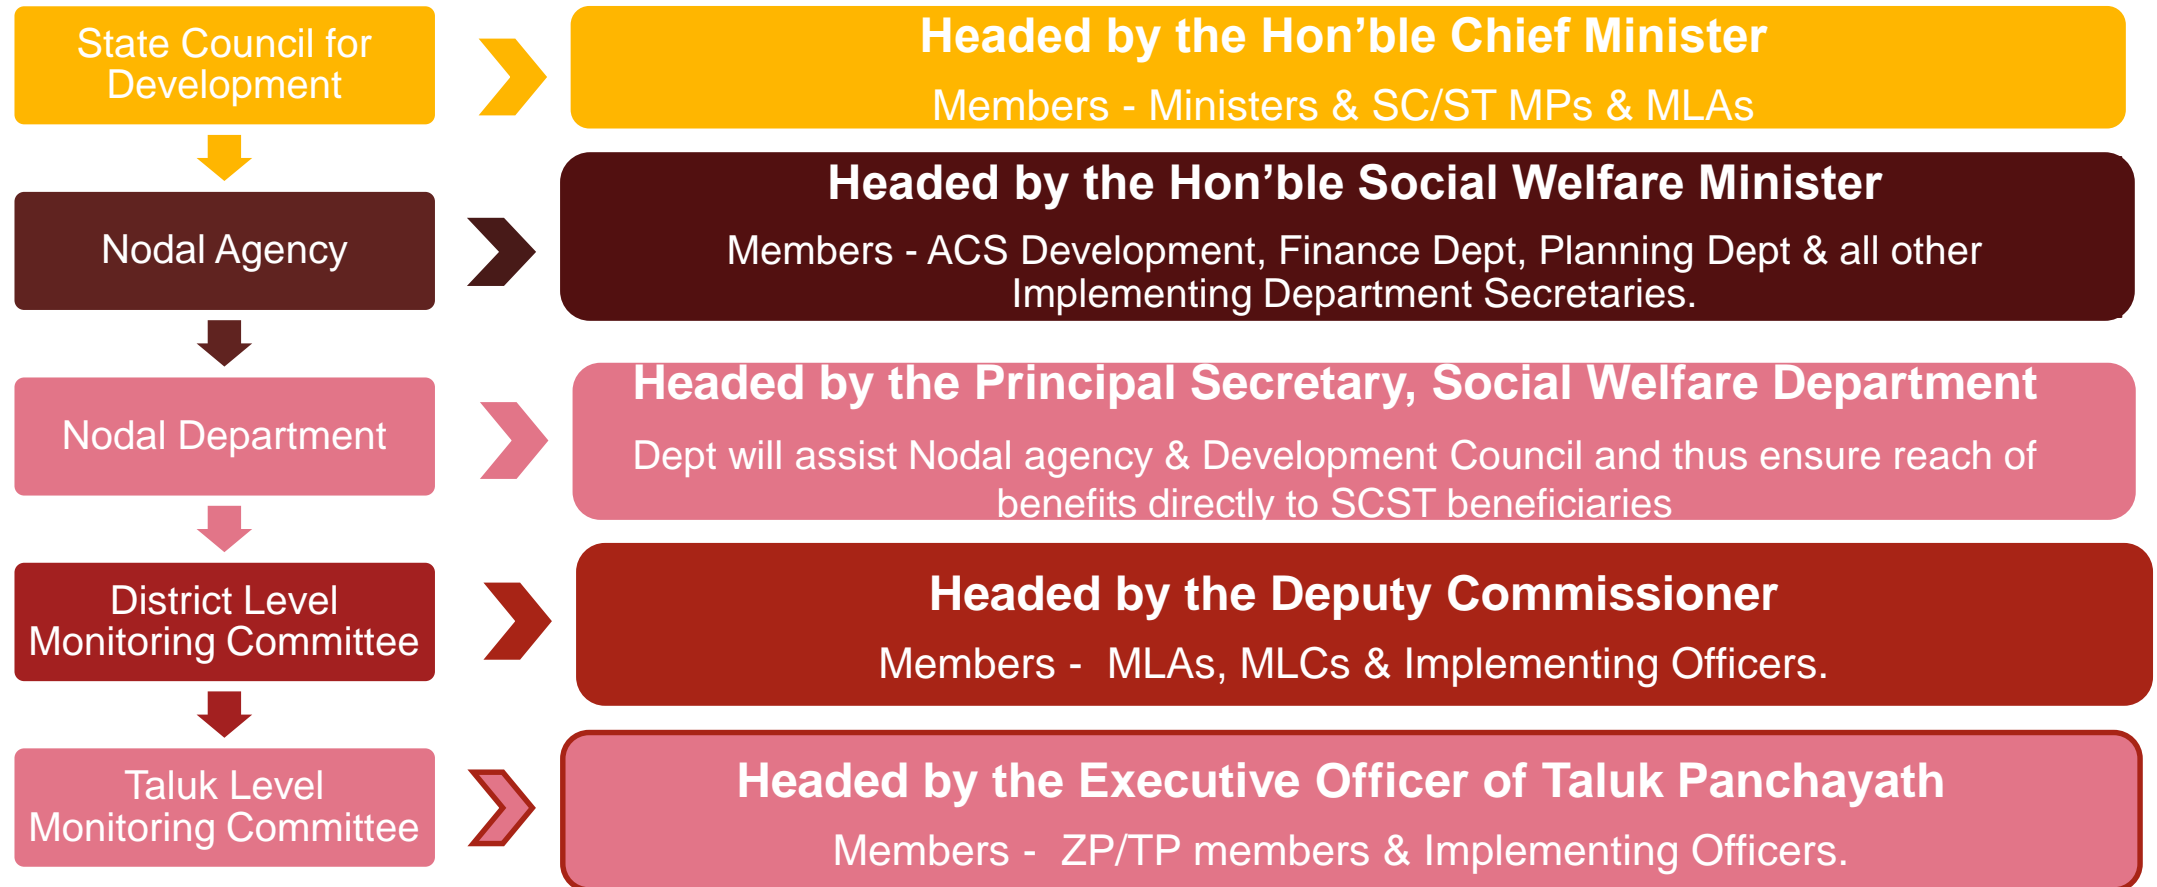 State Council for
Development
Headed by the Hon’ble Chief Minister
Members - Ministers & SC/ST MPs & MLAs
Nodal Agency
Headed by the Hon’ble Social Welfare Minister
Members - ACS Development, Finance Dept, Planning Dept & all other
Implementing Department Secretaries.
Nodal Department
Headed by the Principal Secretary, Social Welfare Department
Dept will assist Nodal agency & Development Council and thus ensure reach of
benefits directly to SCST beneficiaries
District Level
Monitoring Committee
Headed by the Deputy Commissioner
Members -  MLAs, MLCs & Implementing Officers.
Taluk Level
Monitoring Committee
Headed by the Executive Officer of Taluk Panchayath
Members -  ZP/TP members & Implementing Officers.